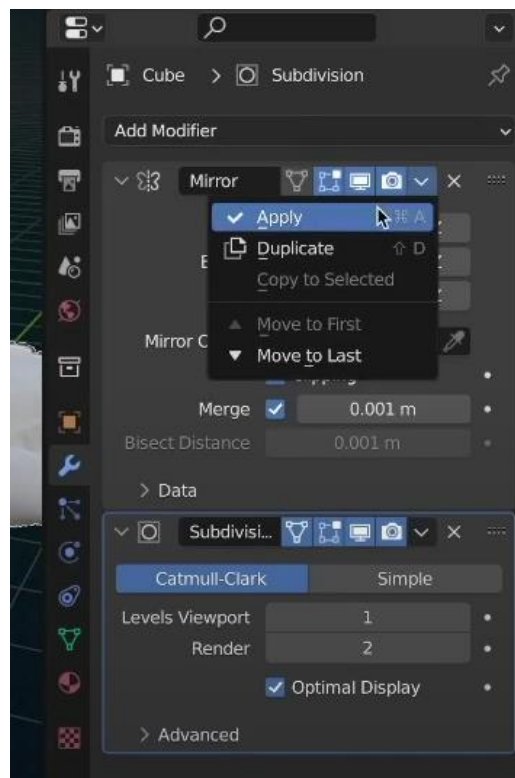 Cube > Subdivision
Add Modifier
Mirror
Apply ⌘ A
Duplicate ⇧ D
Copy to Selected
Move to First
Mirror
Move to Last
Merge 0.001 m
Bisect Distance 0.001 m
> Data
Subdivisi...
Catmull-Clark Simple
Levels Viewport 1
Render 2
Optimal Display
> Advanced